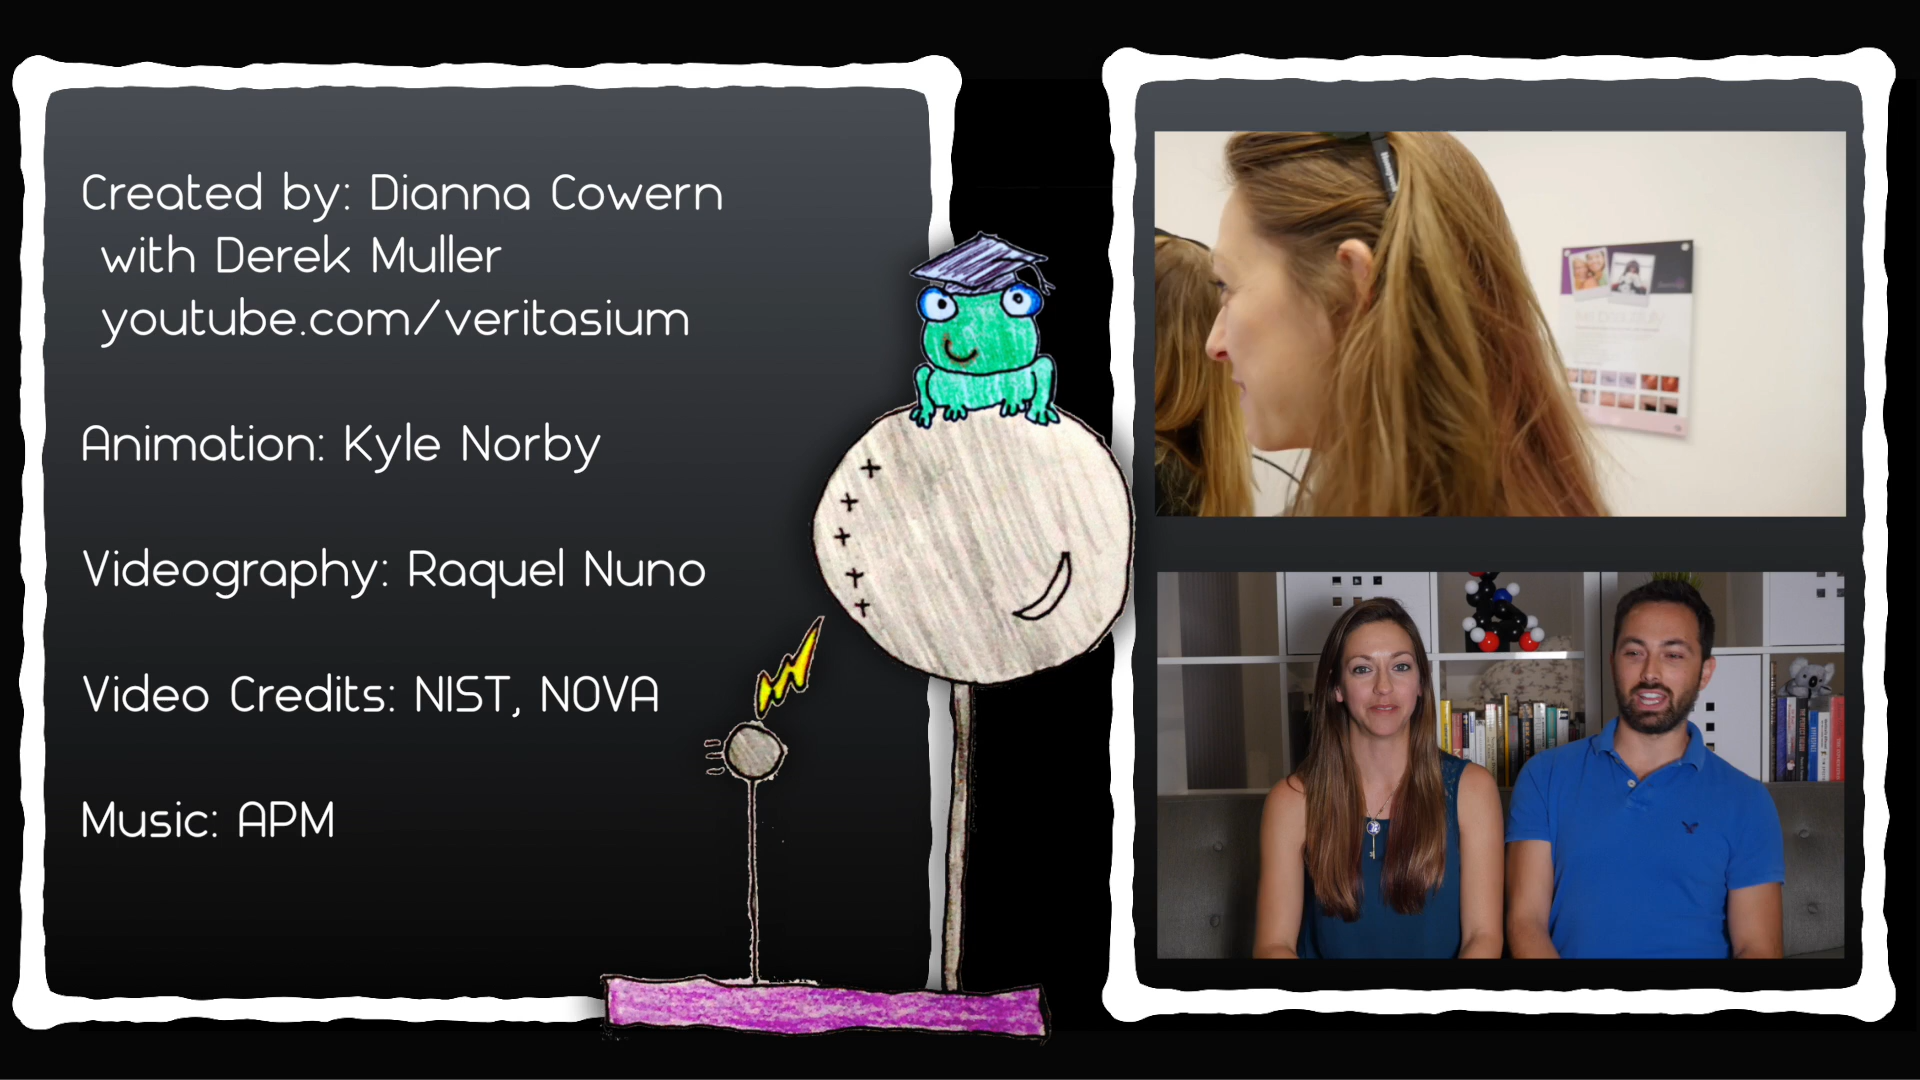 Created by: Dianna Cowern
with Derek Muller
youtube.com/veritasium
Animation: Kyle Norby
Videography: Raquel Nuno
Video Credits: NIST, NOVA
Music: APM
+
+
+
+
+